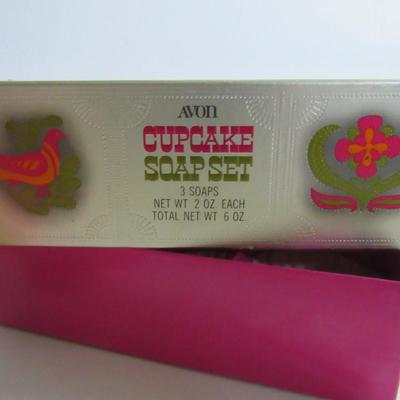 AVON
CUPCAKE
SOAP SET
3 SOAPS
NET WT 2 OZ. EACH
TOTAL NET WT 6 OZ.